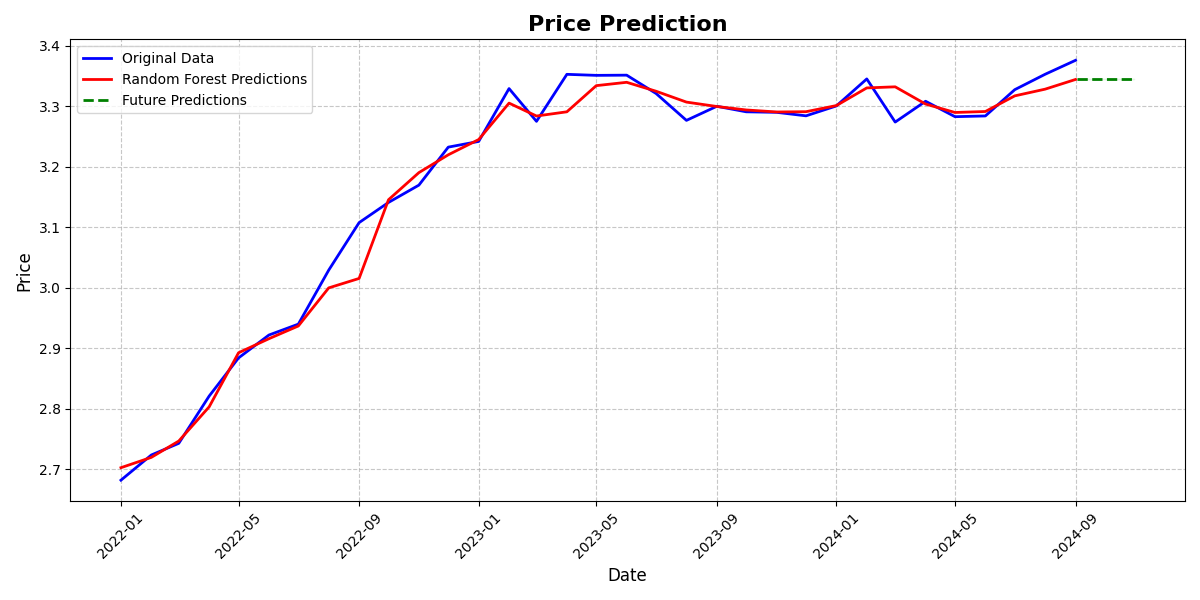 Price Prediction
Original Data
Random Forest Predictions
Future Predictions
Price
3.4
3.3
3.2
3.1
3.0
2.9
2.8
2.7
2022-01
2022-05
2022-09
2023-01
2023-05
2023-09
2024-01
2024-05
2024-09
Date